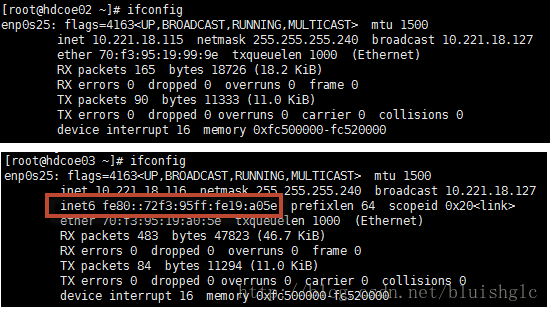 [root@hdcoe02 ~]# ifconfig
enp0s25: flags=4163<UP,BROADCAST,RUNNING,MULTICAST>  mtu 1500
        inet 10.221.18.115  netmask 255.255.255.240  broadcast 10.221.18.127
        ether 70:f3:95:19:99:9e  txqueuelen 1000  (Ethernet)
        RX packets 165  bytes 18726 (18.2 KiB)
        RX errors 0  dropped 0  overruns 0  frame 0
        TX packets 90  bytes 11333 (11.0 KiB)
        TX errors 0  dropped 0 overruns 0  carrier 0  collisions 0
        device interrupt 16  memory 0xfc500000-fc520000
[root@hdcoe03 ~]# ifconfig
enp0s25: flags=4163<UP,BROADCAST,RUNNING,MULTICAST>  mtu 1500
        inet 10.221.18.116  netmask 255.255.255.240  broadcast 10.221.18.127
        inet6 fe80::72f3:95ff:fe19:a05e  prefixlen 64  scopeid 0x20<link>
        ether 70:f3:95:19:a0:5e  txqueuelen 1000  (Ethernet)
        RX packets 483  bytes 47823 (46.7 KiB)
        RX errors 0  dropped 0  overruns 0  frame 0
        TX packets 84  bytes 11294 (11.0 KiB)
        TX errors 0  dropped 0 overruns 0  carrier 0  collisions 0
        device interrupt 16  memory 0xfc500000-fc520000
http://blog.csdn.net/bluishglc